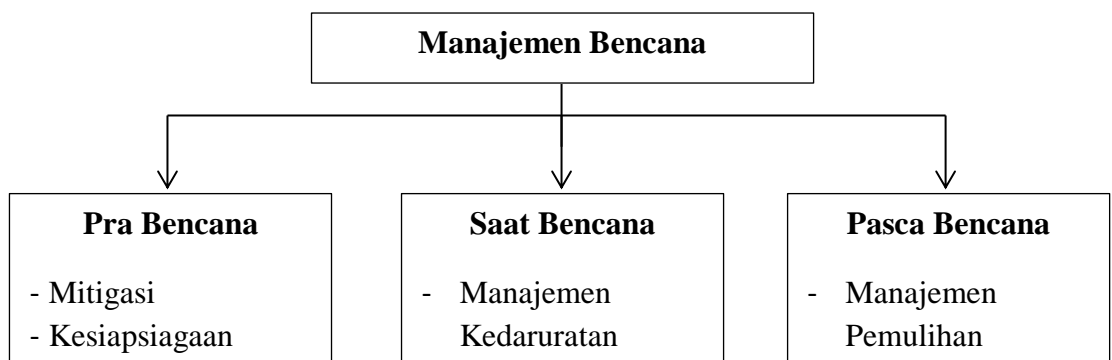 Manajemen Bencana
Pra Bencana
- Mitigasi
- Kesiapsiagaan
Saat Bencana
- Manajemen
Kedaruratan
Pasca Bencana
- Manajemen
Pemulihan